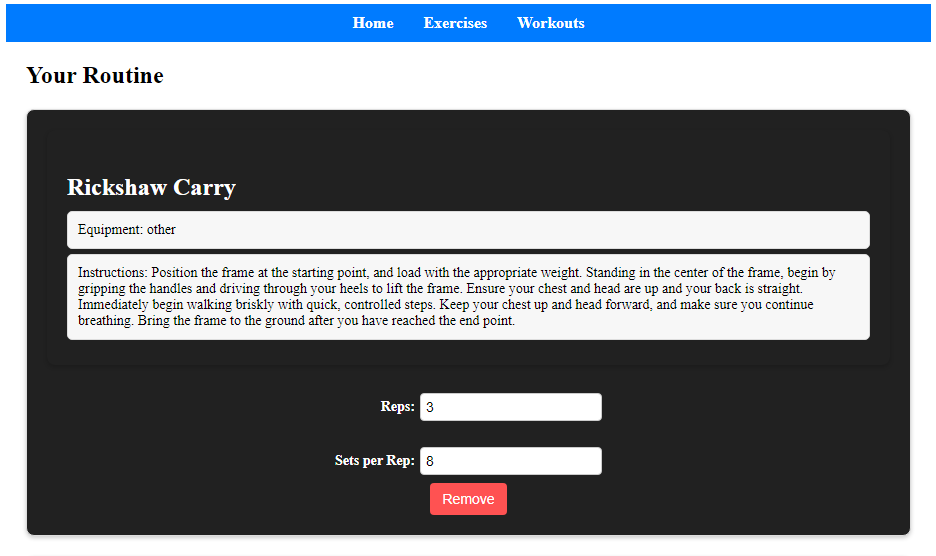 Home Exercises Workouts
Your Routine
Rickshaw Carry
Equipment: other
Instructions: Position the frame at the starting point, and load with the appropriate weight. Standing in the center of the frame, begin by
gripping the handles and driving through your heels to lift the frame. Ensure your chest and head are up and your back is straight.
Immediately begin walking briskly with quick, controlled steps. Keep your chest up and head forward, and make sure you continue
breathing. Bring the frame to the ground after you have reached the end point.
Reps: 3
Sets per Rep: 8
Remove